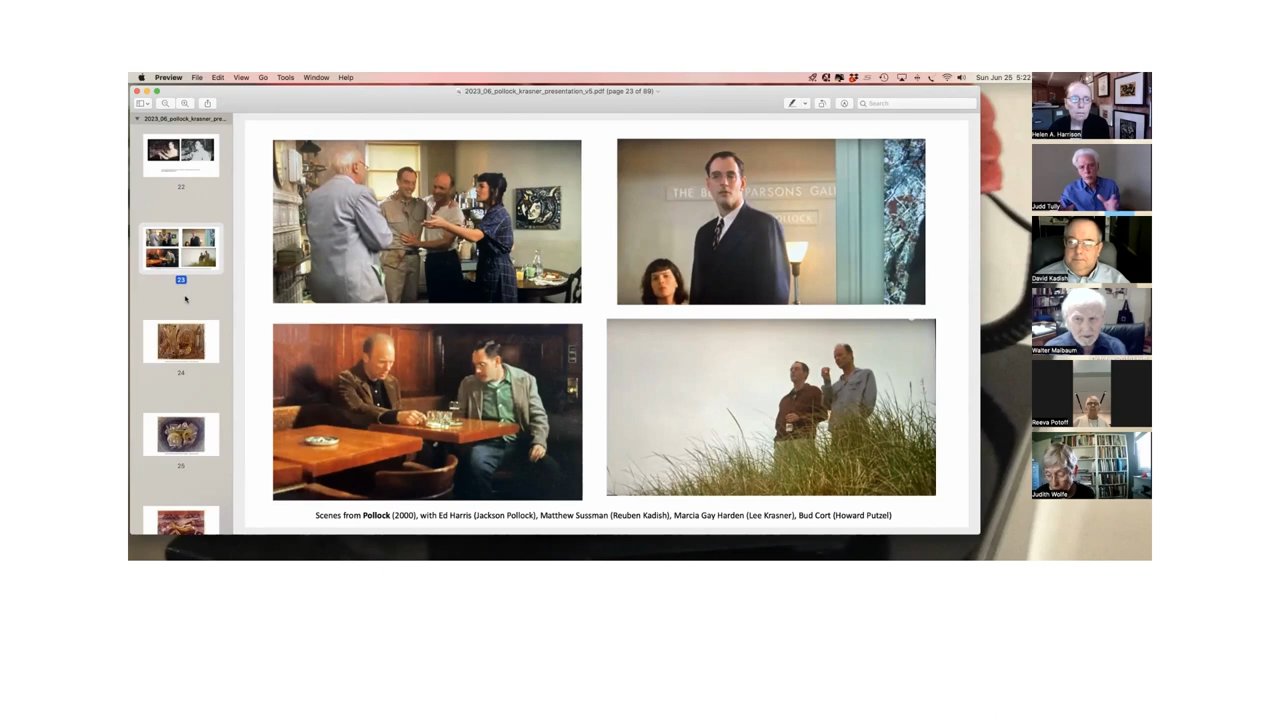 Preview File Edit View Go Tools Window Help
Sun Jun 25 5:22
2023_06_pollock_krasner_presentation_v5.pdf (page 23 of 89)
Search
2023_06_pollock_krasner_pre...
22
23
24
25
THE B PARSONS GAL
OLLOCK
Scenes from Pollock (2000), with Ed Harris (Jackson Pollock), Matthew Sussman (Reuben Kadish), Marcia Gay Harden (Lee Krasner), Bud Cort (Howard Putzel)
Helen A. Harrison
Judd Tully
David Kadish
Walter Maibaum
Reeva Potoff
Judith Wolfe